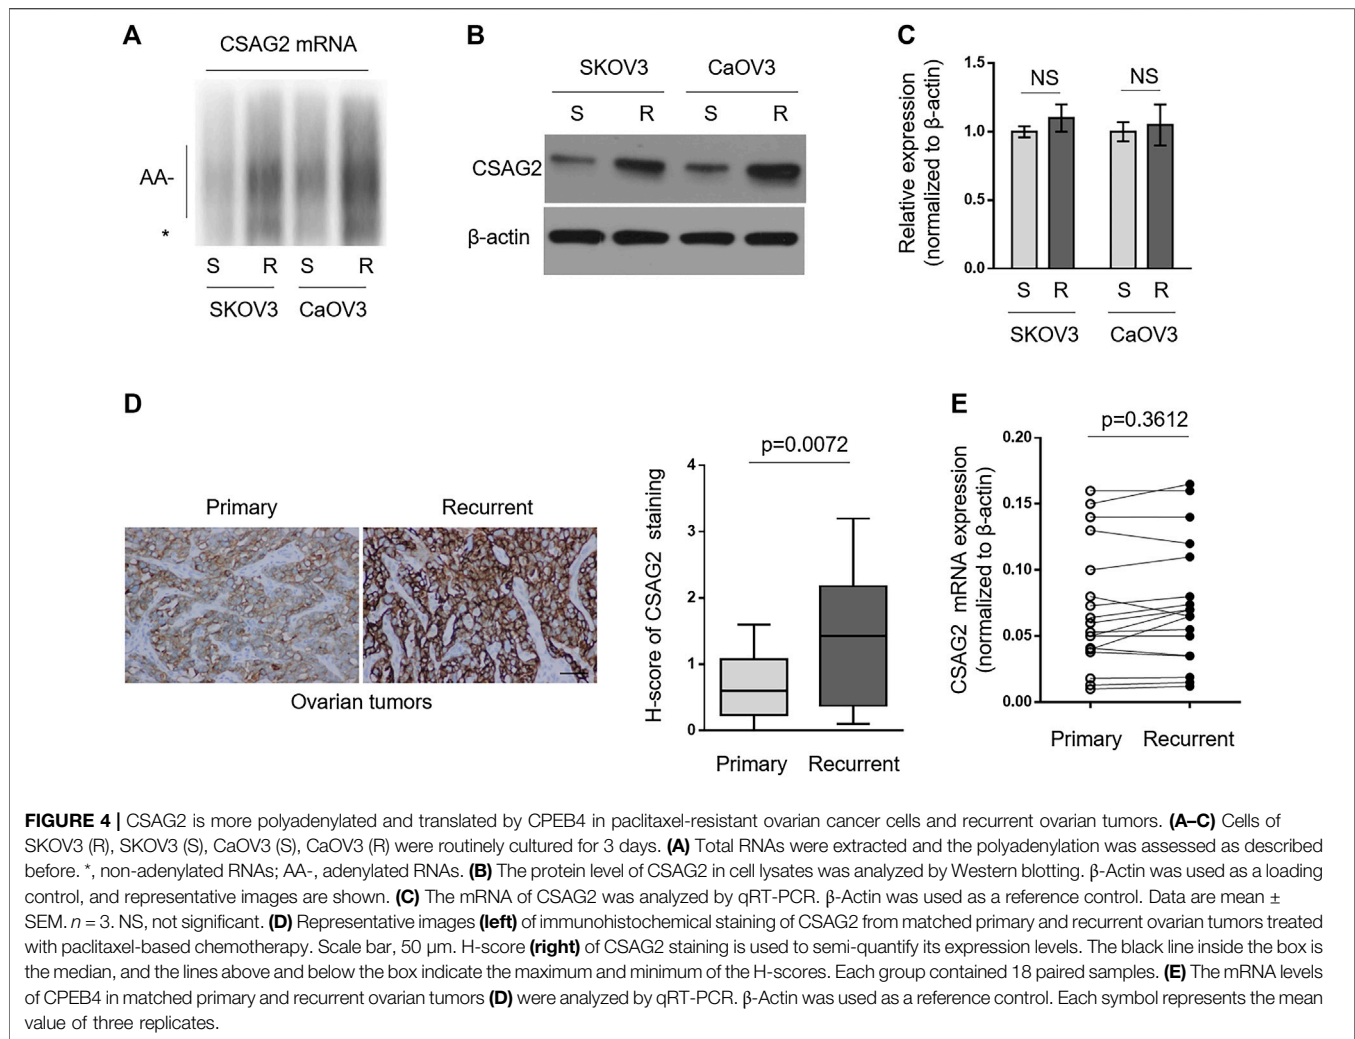 A
CSAG2 mRNA
AA-
*
S R S R
SKOV3 CaOV3
B
SKOV3 CaOV3
S R S R
CSAG2
β-actin
C
Relative expression
(normalized to β-actin)
1.5
1.0
0.5
0.0
NS NS
S R S R
SKOV3 CaOV3
D
Primary Recurrent
Ovarian tumors
H-score of CSAG2 staining
p=0.0072
4
3
2
1
0
Primary Recurrent
E
CSAG2 mRNA expression
(normalized to β-actin)
p=0.3612
0.20
0.15
0.10
0.05
0.00
Primary Recurrent
FIGURE 4 | CSAG2 is more polyadenylated and translated by CPEB4 in paclitaxel-resistant ovarian cancer cells and recurrent ovarian tumors. (A–C) Cells of
SKOV3 (R), SKOV3 (S), CaOV3 (S), CaOV3 (R) were routinely cultured for 3 days. (A) Total RNAs were extracted and the polyadenylation was assessed as described
before. *, non-adenylated RNAs; AA-, adenylated RNAs. (B) The protein level of CSAG2 in cell lysates was analyzed by Western blotting. β-Actin was used as a loading
control, and representative images are shown. (C) The mRNA of CSAG2 was analyzed by qRT-PCR. β-Actin was used as a reference control. Data are mean ±
SEM. n = 3. NS, not significant. (D) Representative images (left) of immunohistochemical staining of CSAG2 from matched primary and recurrent ovarian tumors treated
with paclitaxel-based chemotherapy. Scale bar, 50 μm. H-score (right) of CSAG2 staining is used to semi-quantify its expression levels. The black line inside the box is
the median, and the lines above and below the box indicate the maximum and minimum of the H-scores. Each group contained 18 paired samples. (E) The mRNA levels
of CPEB4 in matched primary and recurrent ovarian tumors (D) were analyzed by qRT-PCR. β-Actin was used as a reference control. Each symbol represents the mean
value of three replicates.